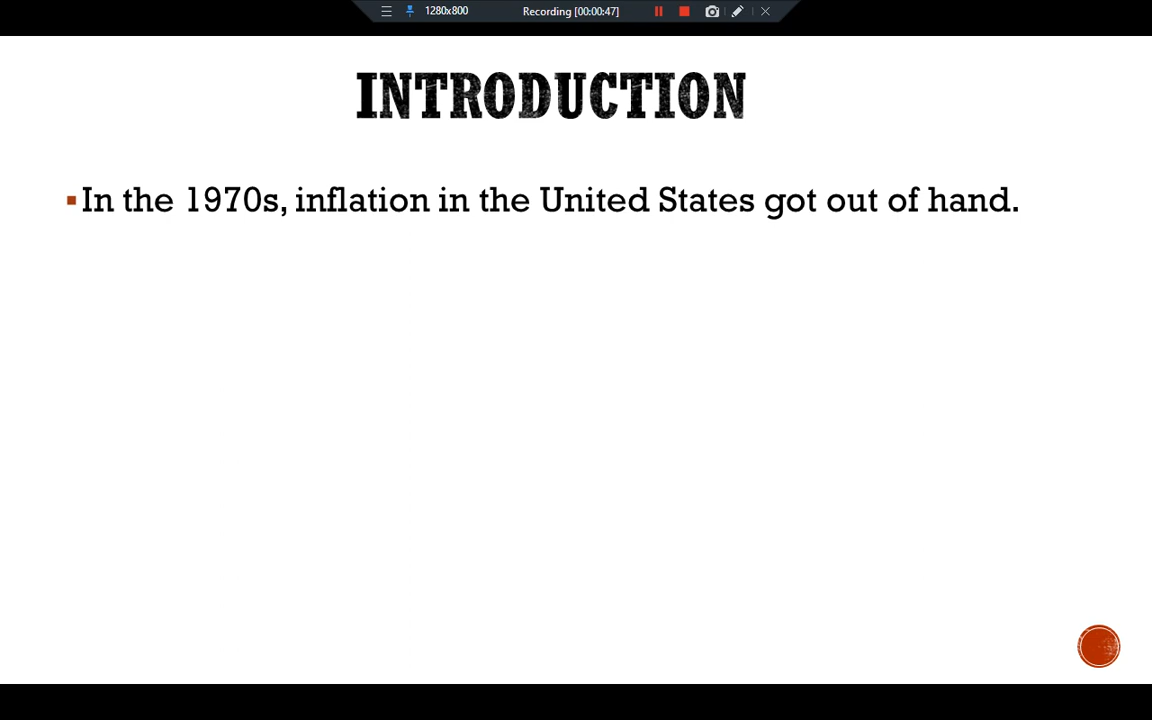 1280x800 Recording [00:00:47]
INTRODUCTION
In the 1970s, inflation in the United States got out of hand.